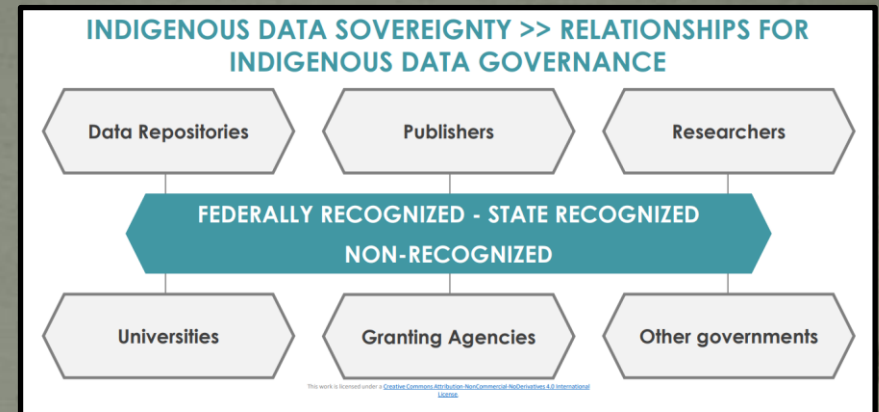 INDIGENOUS DATA SOVEREIGNTY >> RELATIONSHIPS FOR
INDIGENOUS DATA GOVERNANCE
Data Repositories
Publishers
Researchers
FEDERALLY RECOGNIZED - STATE RECOGNIZED
NON-RECOGNIZED
Universities
Granting Agencies
Other governments
This work is licensed under a Creative Commons Attribution-NonCommercial-NoDerivatives 4.0 International
License.